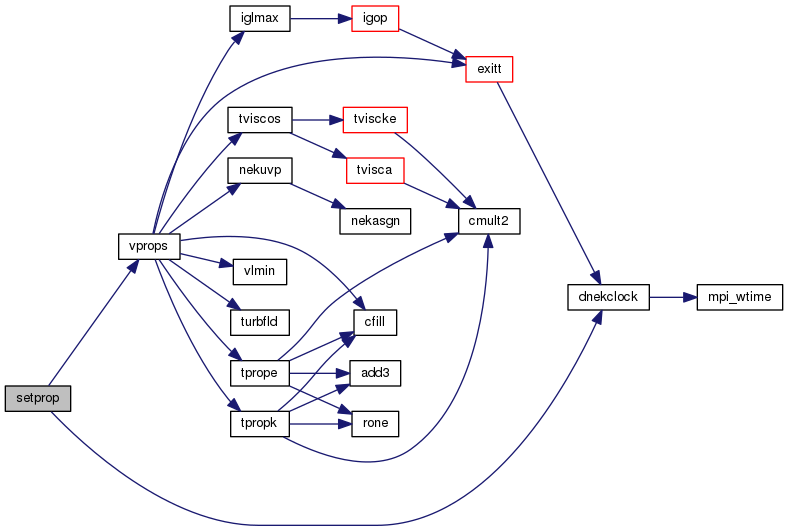 iglmax
igop
exitt
tviscos
tviscke
nekuvp
tvisca
nekasgn
cmult2
vprops
vlmin
turbfld
cfill
dnekclock
mpi_wtime
tprope
add3
setprop
tpropk
rone